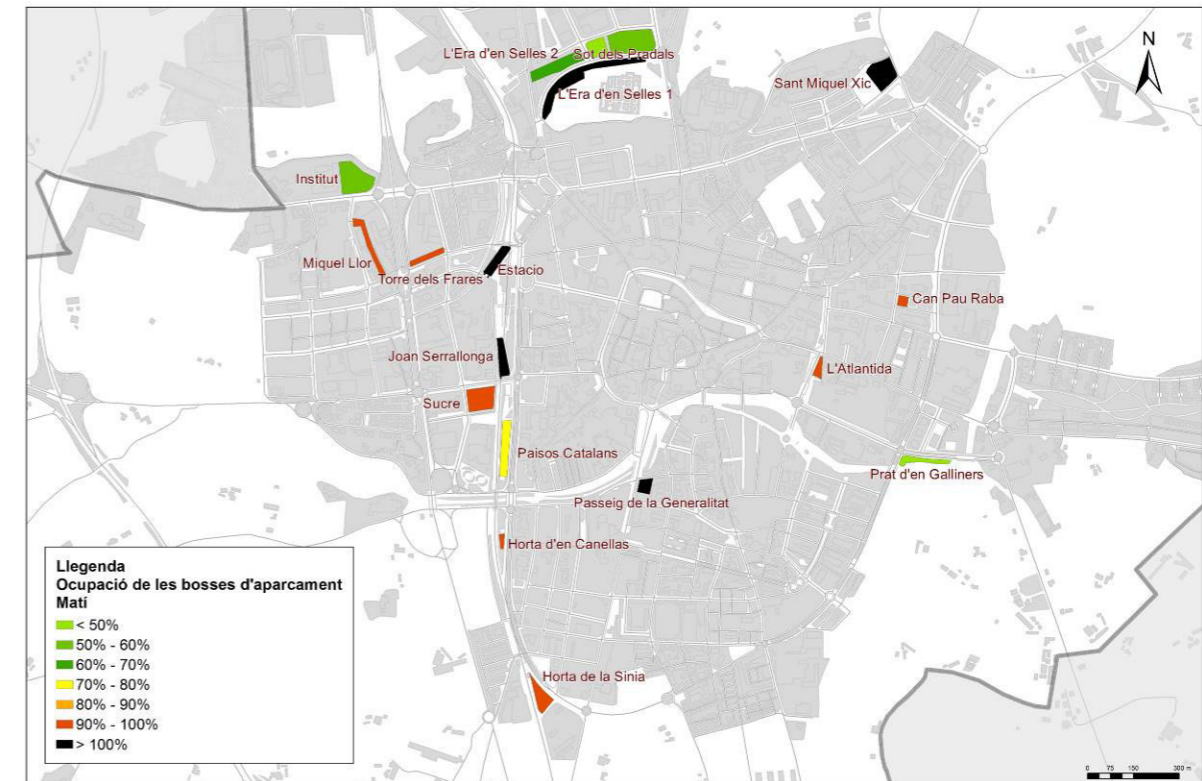 N
L'Era d'en Selles 2
Sot dels Pradals
L'Era d'en Selles 1
Sant Miquel Xic
Institut
Miquel Llor
Torre dels Frares
Estacio
Can Pau Raba
Joan Serrallonga
L'Atlantida
Sucre
Paisos Catalans
Prat d'en Galliners
Passeig de la Generalitat
Horta d'en Canellas
Horta de la Sinia
Llegenda
Ocupació de les bosses d'aparcament
Matí
< 50%
50% - 60%
60% - 70%
70% - 80%
80% - 90%
90% - 100%
> 100%
0 75 150 300 m